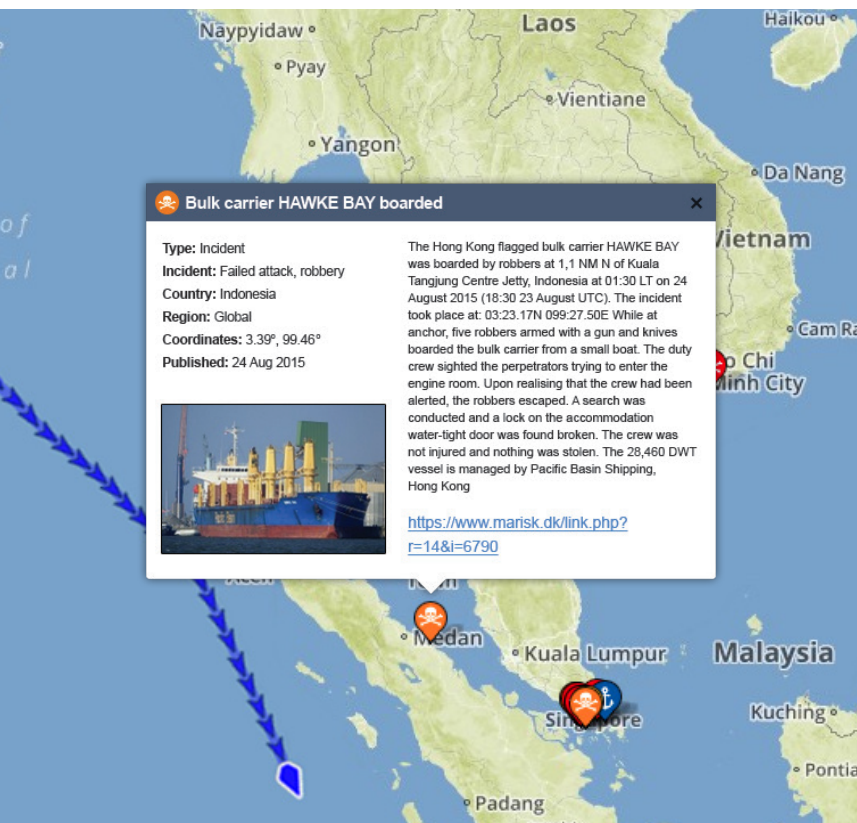 Naypyidaw
Laos
Haikou
Pyay
Vientiane
Yangon
Da Nang
Bulk carrier HAWKE BAY boarded
×
of
al
Vietnam
Type: Incident
Incident: Failed attack, robbery
Country: Indonesia
Region: Global
Coordinates: 3.39º, 99.46°
Published: 24 Aug 2015
The Hong Kong flagged bulk carrier HAWKE BAY
was boarded by robbers at 1,1 NM N of Kuala
Tangjung Centre Jetty, Indonesia at 01:30 LT on 24
August 2015 (18:30 23 August UTC). The incident
took place at: 03:23.17N 099:27.50E While at
anchor, five robbers armed with a gun and knives
boarded the bulk carrier from a small boat. The duty
crew sighted the perpetrators trying to enter the
engine room. Upon realising that the crew had been
alerted, the robbers escaped. A search was
conducted and a lock on the accommodation
water-tight door was found broken. The crew was
not injured and nothing was stolen. The 28,460 DWT
vessel is managed by Pacific Basin Shipping,
Hong Kong
https://www.marisk.dk/link.php?
r=14&i=6790
Cam Ra
o Chi
Minh City
Medan
Kuala Lumpur
Malaysia
Singapore
Kuching
Pontia
Padang